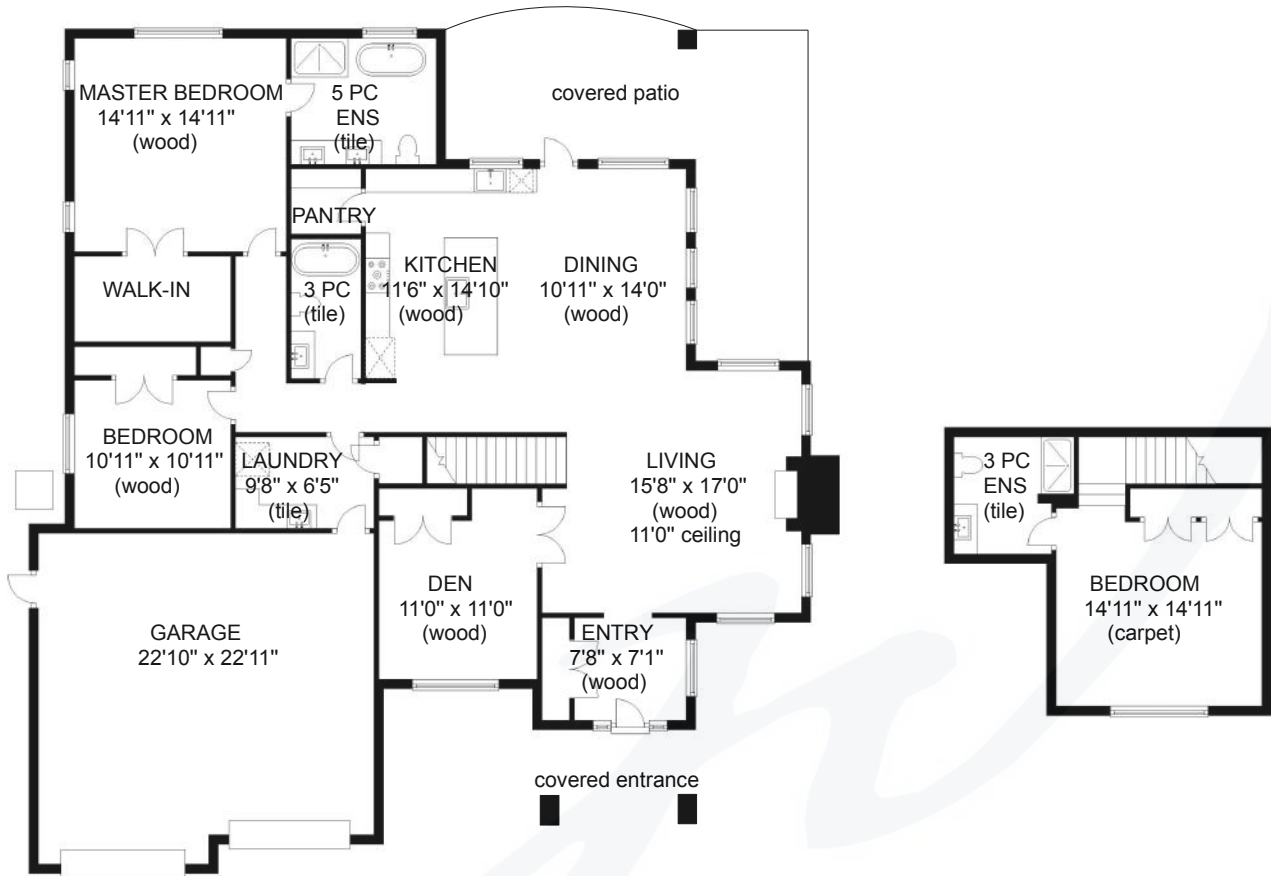 MASTER BEDROOM
14'11" x 14'11"
(wood)
5 PC
ENS
(tile)
covered patio
PANTRY
WALK-IN
3 PC
(tile)
KITCHEN
11'6" x 14'10"
(wood)
DINING
10'11" x 14'0"
(wood)
BEDROOM
10'11" x 10'11"
(wood)
LAUNDRY
9'8" x 6'5"
(tile)
LIVING
15'8" x 17'0"
(wood)
11'0" ceiling
DEN
11'0" x 11'0"
(wood)
GARAGE
22'10" x 22'11"
ENTRY
7'8" x 7'1"
(wood)
covered entrance
3 PC
ENS
(tile)
BEDROOM
14'11" x 14'11"
(carpet)